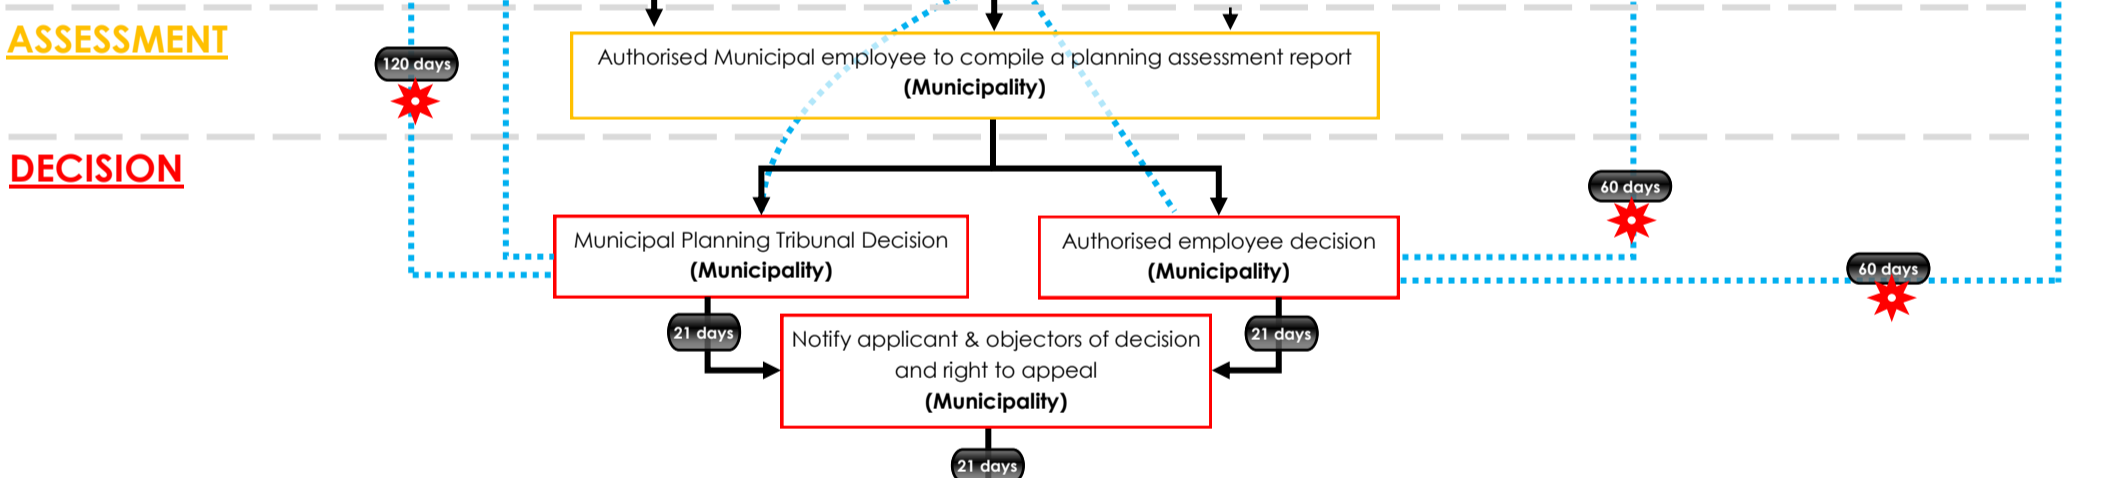 ASSESSMENT
120 days
Authorised Municipal employee to compile a planning assessment report
(Municipality)
DECISION
60 days
Municipal Planning Tribunal Decision
(Municipality)
Authorised employee decision
(Municipality)
60 days
21 days
Notify applicant & objectors of decision
and right to appeal
(Municipality)
21 days
21 days